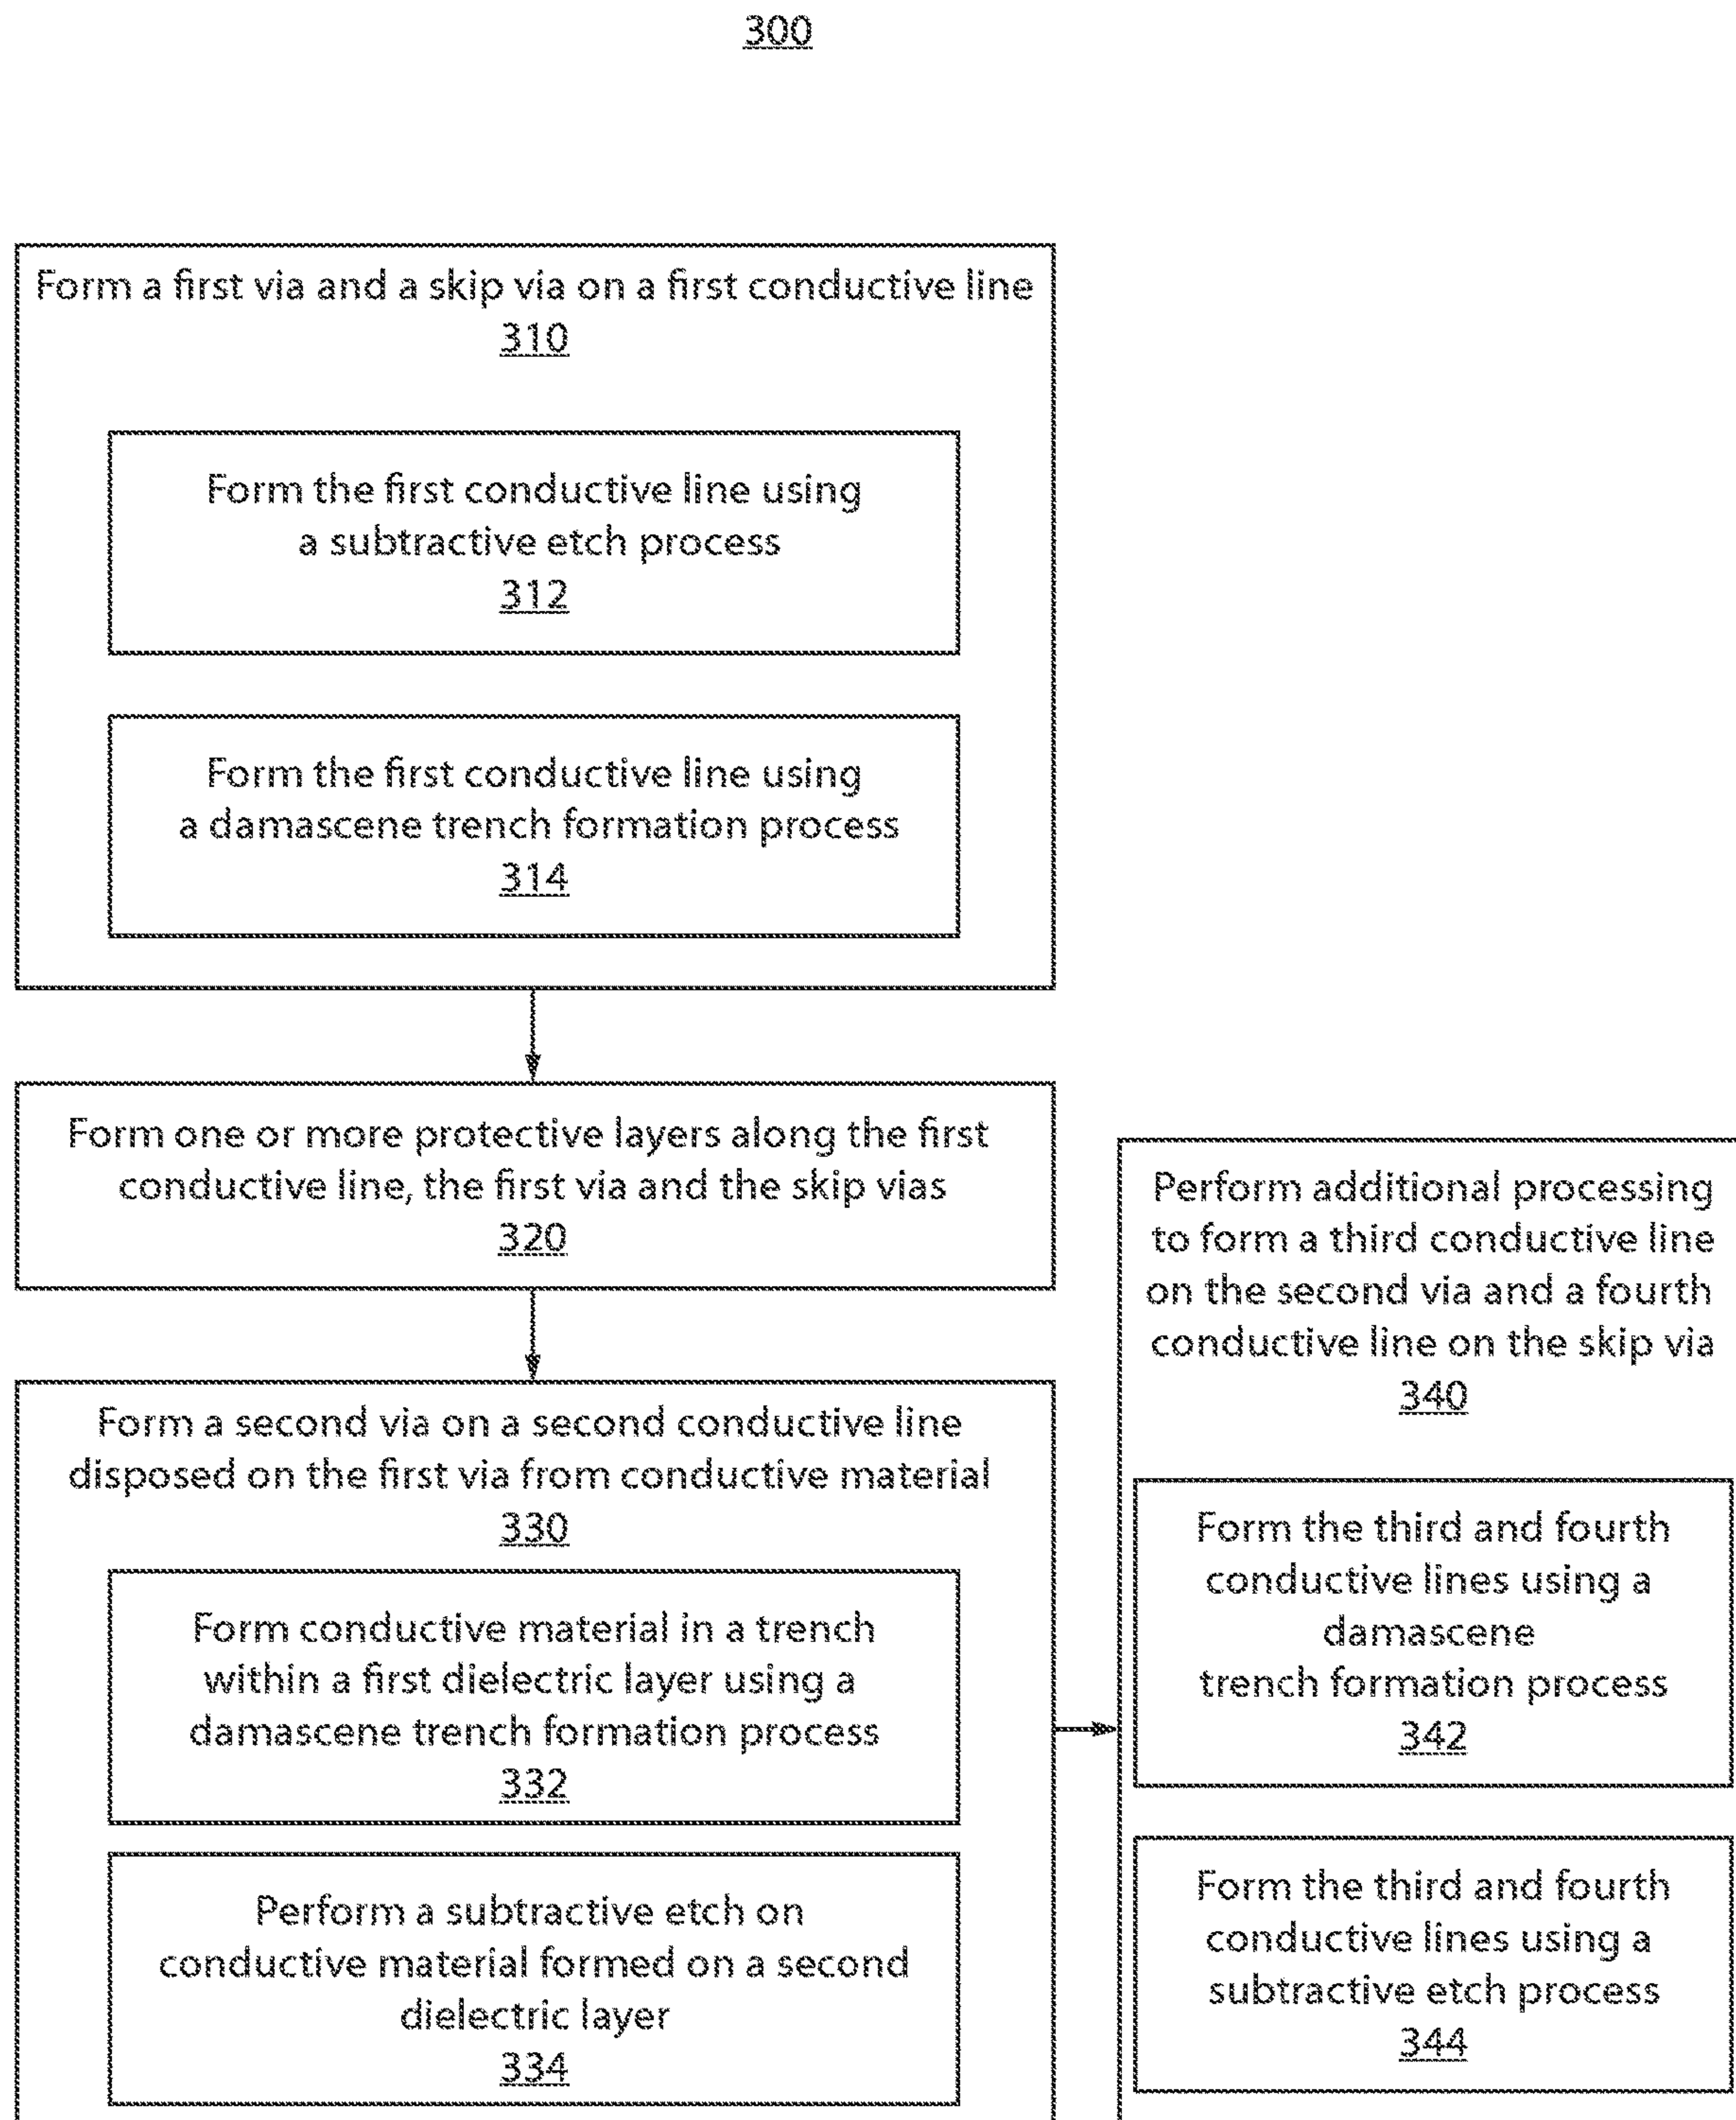 300
Form a first via and a skip via on a first conductive line
310
Form the first conductive line using
a subtractive etch process
312
Form the first conductive line using
a damascene trench formation process
314
Form one or more protective layers along the first
conductive line, the first via and the skip vias
320
Form a second via on a second conductive line
disposed on the first via from conductive material
330
Form conductive material in a trench
within a first dielectric layer using a
damascene trench formation process
332
Perform a subtractive etch on
conductive material formed on a second
dielectric layer
334
Perform additional processing
to form a third conductive line
on the second via and a fourth
conductive line on the skip via
340
Form the third and fourth
conductive lines using a
damascene
trench formation process
342
Form the third and fourth
conductive lines using a
subtractive etch process
344